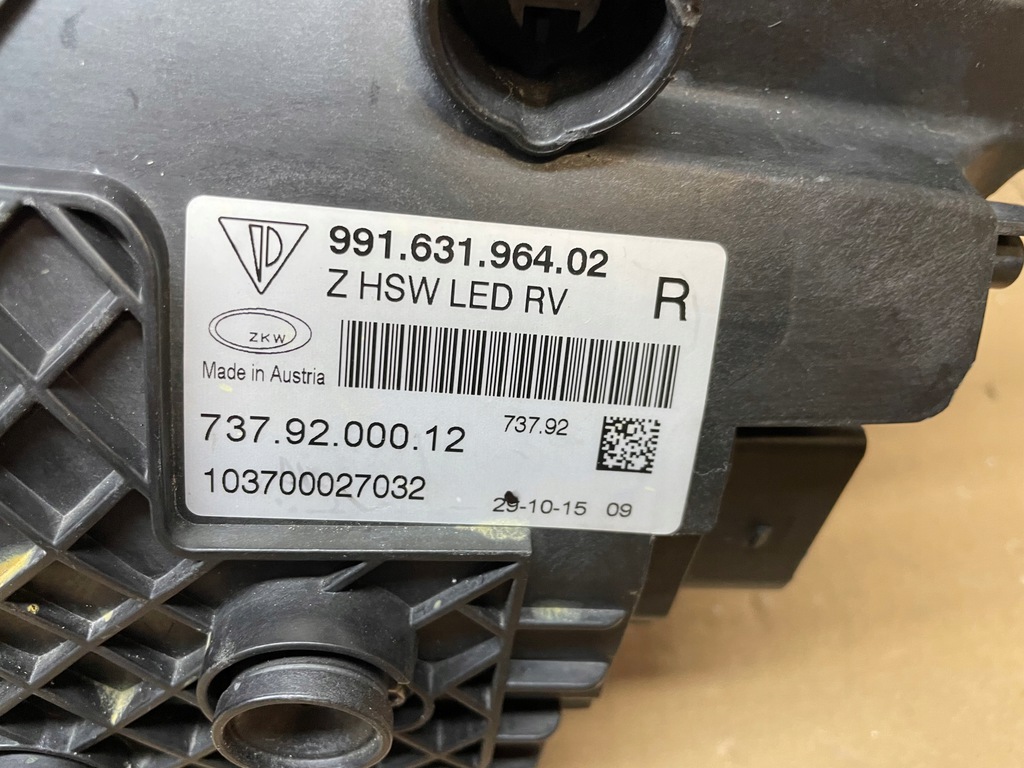 991.631.964.02
Z HSW LED RV
R
ZKW
Made in Austria
737.92.000.12
737.92
103700027032
29-10-15 09